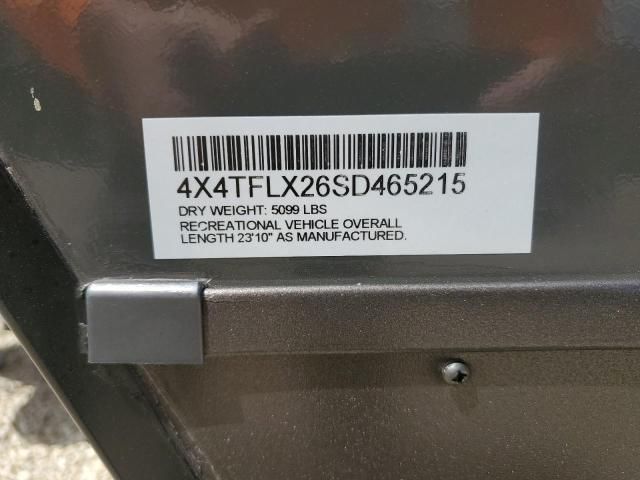 4X4TFLX26SD465215
DRY WEIGHT: 5099 LBS
RECREATIONAL VEHICLE OVERALL
LENGTH 23'10" AS MANUFACTURED.